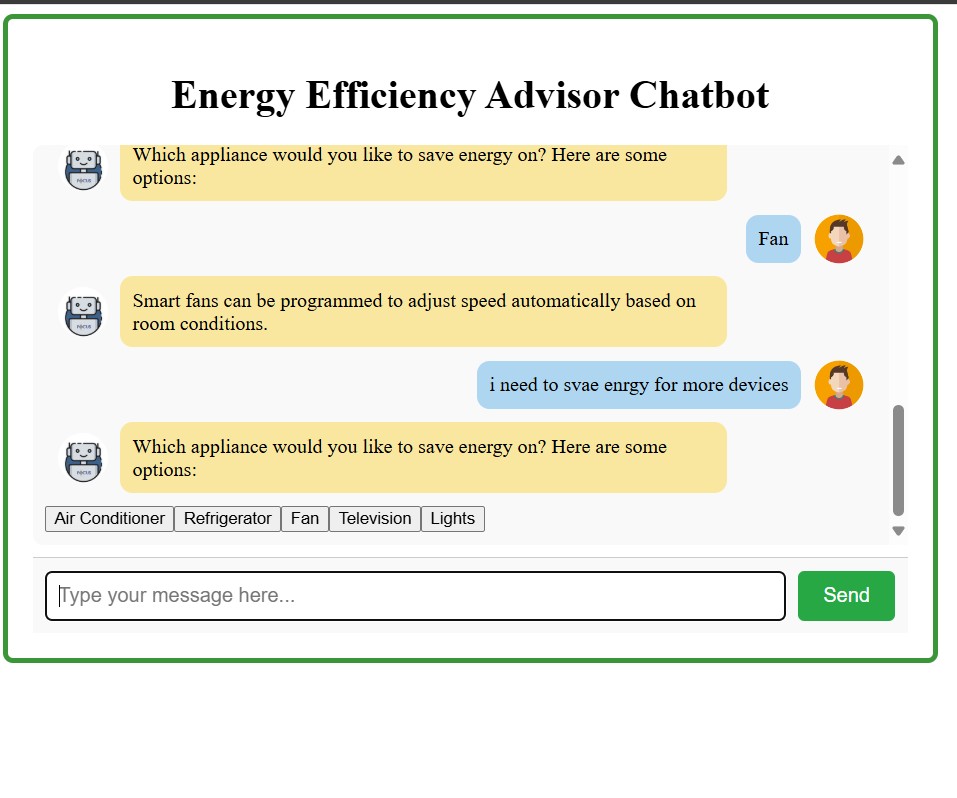 Energy Efficiency Advisor Chatbot
Which appliance would you like to save energy on? Here are some
options:
FOCUS
Fan
Smart fans can be programmed to adjust speed automatically based on
room conditions.
FOCUS
i need to svae enrgy for more devices
Which appliance would you like to save energy on? Here are some
options:
FOCUS
Air Conditioner Refrigerator Fan Television Lights
Type your message here... Send